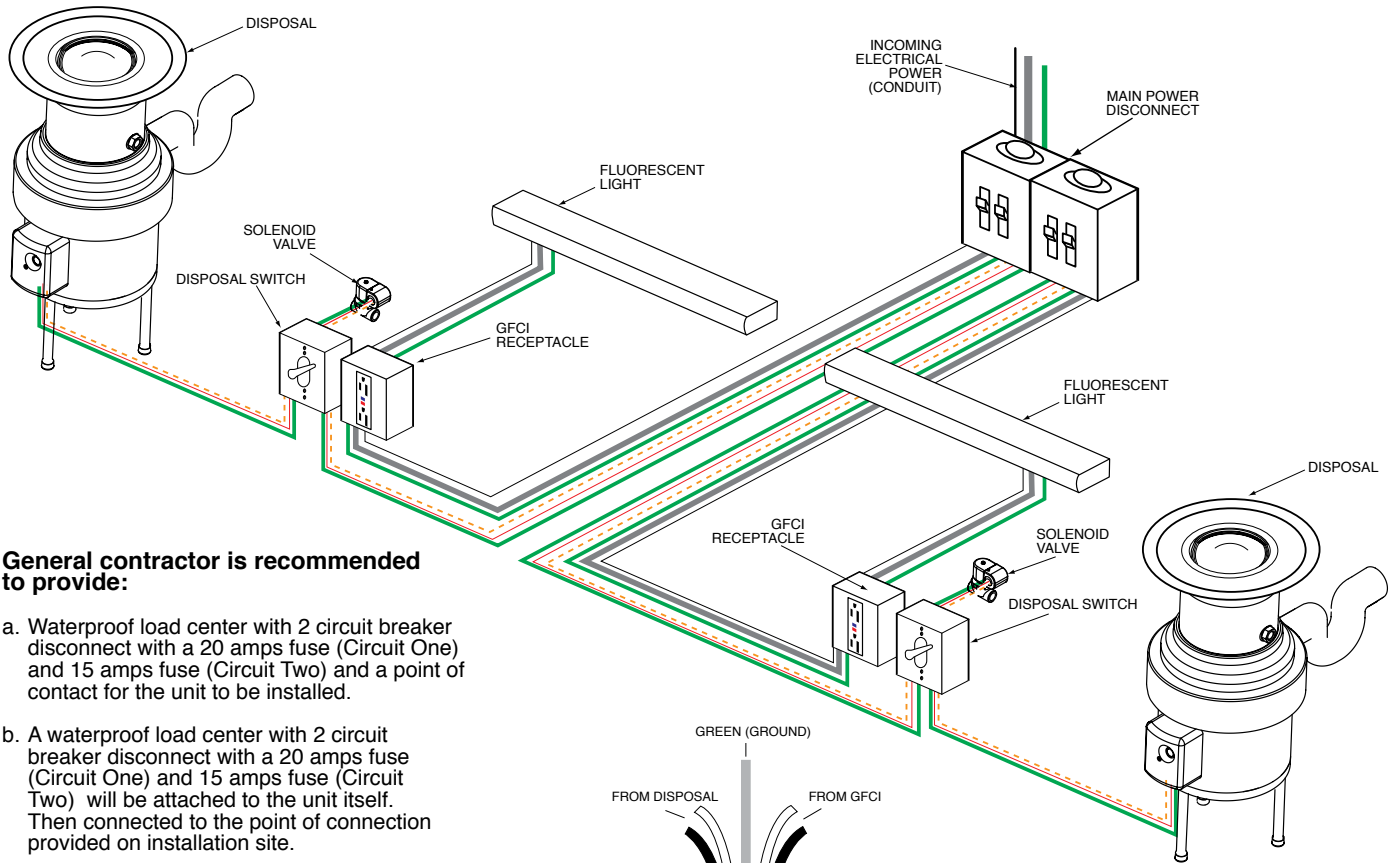 DISPOSAL
INCOMING
ELECTRICAL
POWER
(CONDUIT)
MAIN POWER
DISCONNECT
FLUORESCENT
LIGHT
SOLENOID
VALVE
DISPOSAL SWITCH
GFCI
RECEPTACLE
FLUORESCENT
LIGHT
DISPOSAL
GFCI
RECEPTACLE
SOLENOID
VALVE
DISPOSAL SWITCH
General contractor is recommended
to provide:
a. Waterproof load center with 2 circuit breaker
disconnect with a 20 amps fuse (Circuit One)
and 15 amps fuse (Circuit Two) and a point of
contact for the unit to be installed.
b. A waterproof load center with 2 circuit
breaker disconnect with a 20 amps fuse
(Circuit One) and 15 amps fuse (Circuit
Two) will be attached to the unit itself.
Then connected to the point of connection
provided on installation site.
GREEN (GROUND)
FROM DISPOSAL
FROM GFCI